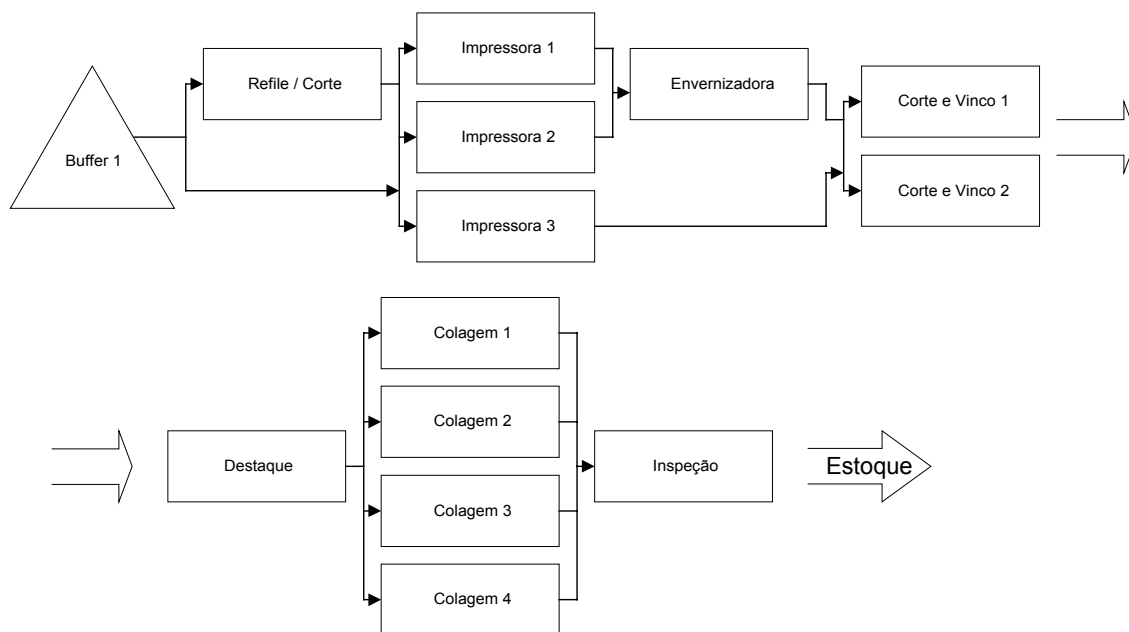 Impressora 1
Refile / Corte
Envernizadora
Corte e Vinco 1
Buffer 1
Impressora 2
Corte e Vinco 2
Impressora 3
Colagem 1
Colagem 2
Destaque
Inspeção
Estoque
Colagem 3
Colagem 4